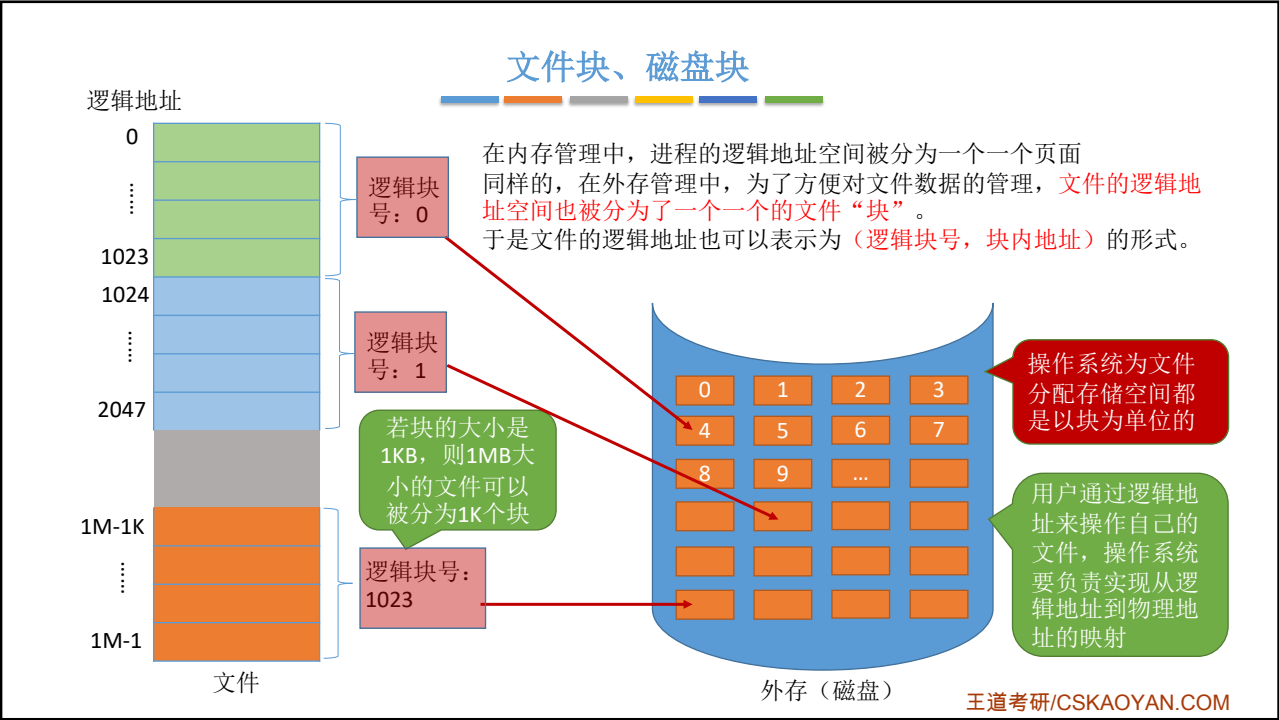 文件块、磁盘块
逻辑地址
0
……
1023
1024
……
2047
1M-1K
……
1M-1
文件
逻辑块
号：0
逻辑块
号：1
若块的大小是
1KB，则1MB大
小的文件可以
被分为1K个块
逻辑块号：
1023
在内存管理中，进程的逻辑地址空间被分为一个一个页面
同样的，在外存管理中，为了方便对文件数据的管理，文件的逻辑地
址空间也被分为了一个一个的文件“块”。
于是文件的逻辑地址也可以表示为（逻辑块号，块内地址）的形式。
0 1 2 3
4 5 6 7
8 9 …
外存（磁盘）
操作系统为文件
分配存储空间都
是以块为单位的
用户通过逻辑地
址来操作自己的
文件，操作系统
要负责实现从逻
辑地址到物理地
址的映射
王道考研/CSKAOYAN.COM